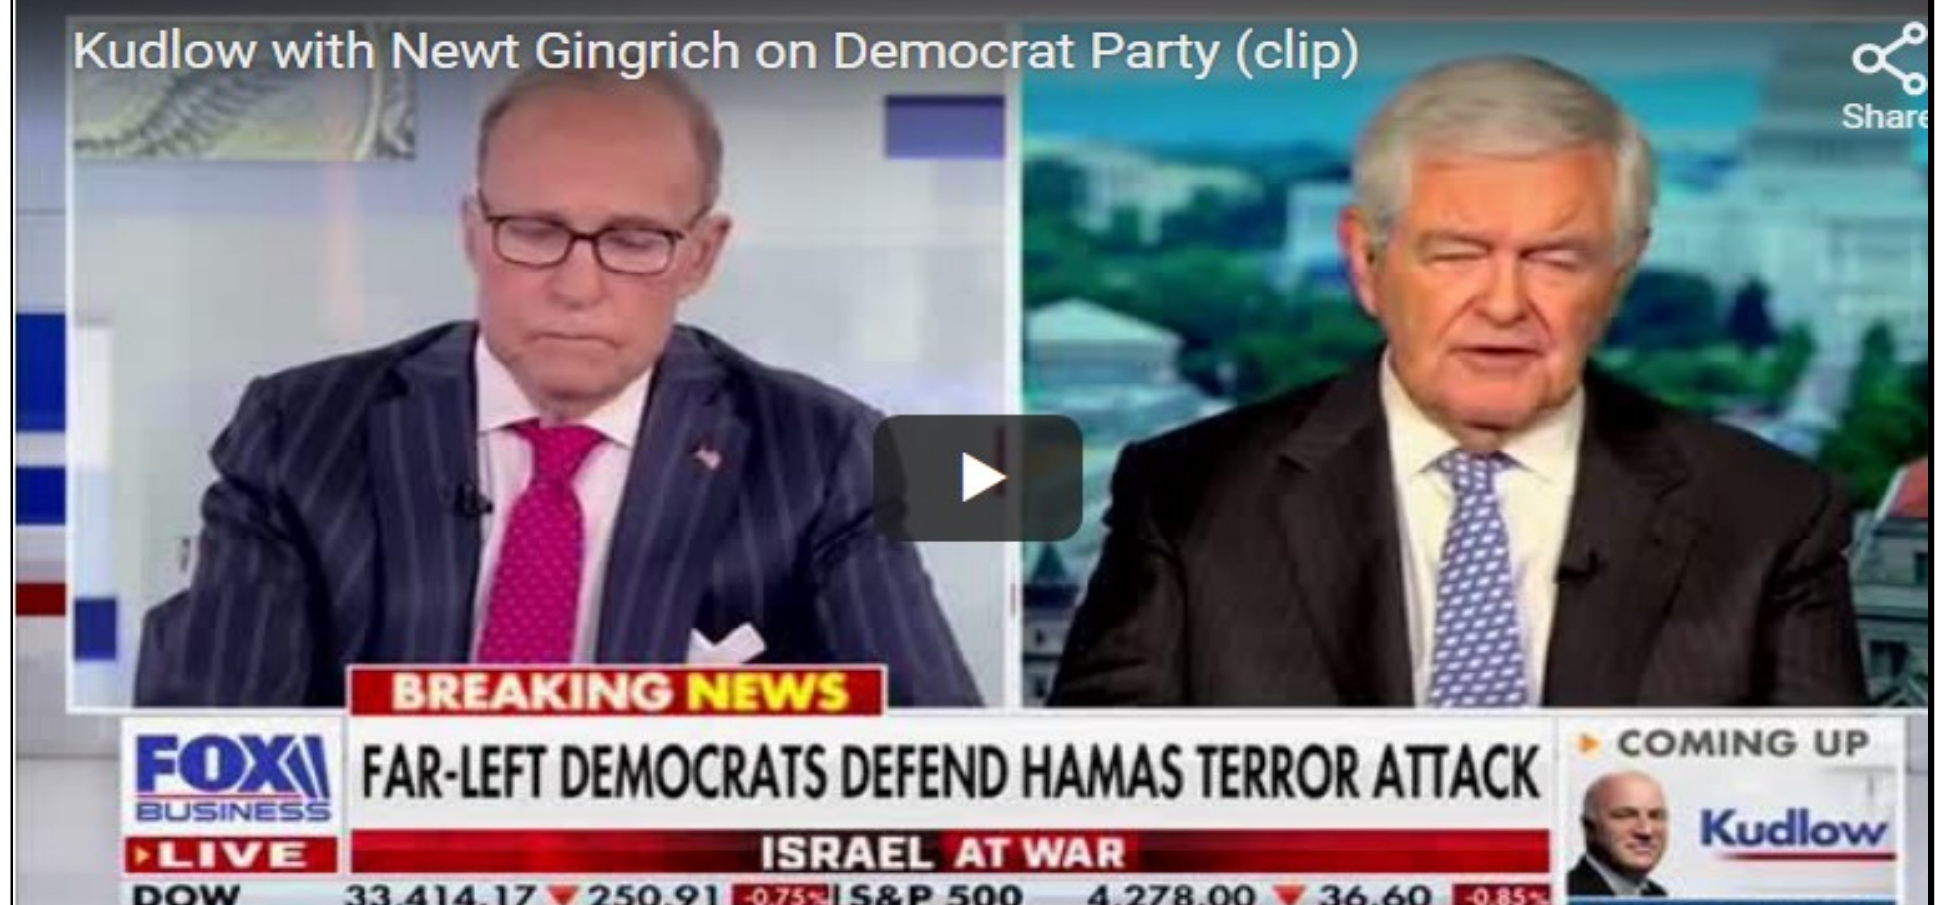 Kudlow with Newt Gingrich on Democrat Party (clip)
Share
BREAKING NEWS
FOX BUSINESS
FAR-LEFT DEMOCRATS DEFEND HAMAS TERROR ATTACK
COMING UP
Kudlow
LIVE
ISRAEL AT WAR
DOW 33,414.17 250.91 -0.75% S&P 500 4,278.00 36.60 -0.85%